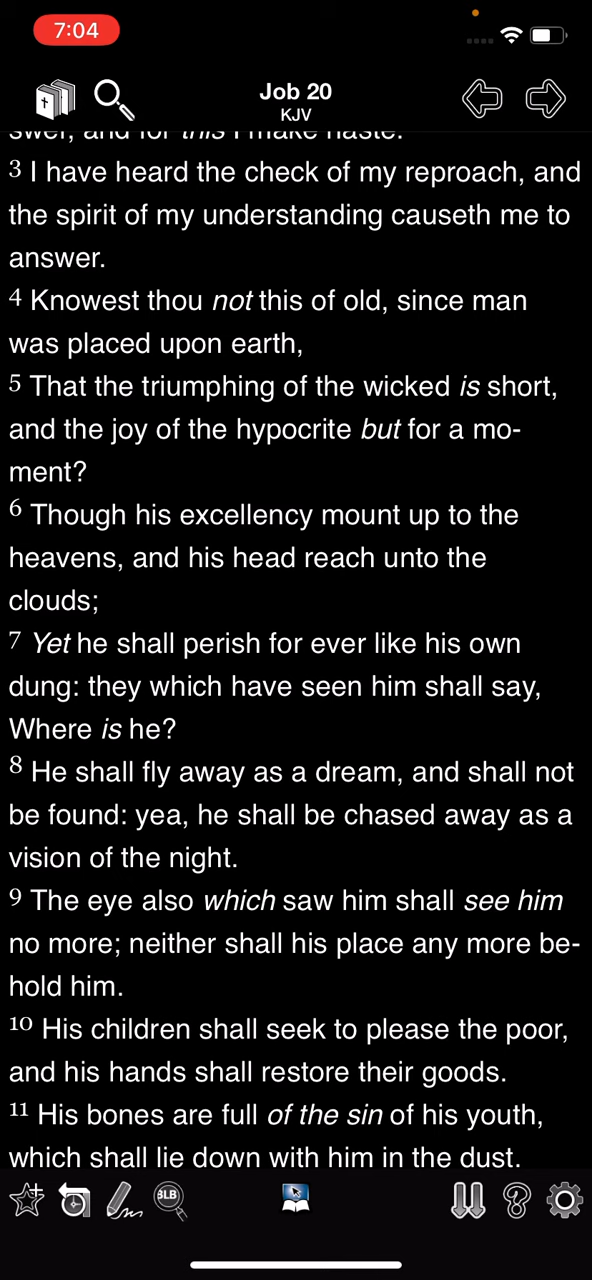 7:04
Job 20
KJV
swer, and for this I make haste.
3 I have heard the check of my reproach, and
the spirit of my understanding causeth me to
answer.
4 Knowest thou not this of old, since man
was placed upon earth,
5 That the triumphing of the wicked is short,
and the joy of the hypocrite but for a mo-
ment?
6 Though his excellency mount up to the
heavens, and his head reach unto the
clouds;
7 Yet he shall perish for ever like his own
dung: they which have seen him shall say,
Where is he?
8 He shall fly away as a dream, and shall not
be found: yea, he shall be chased away as a
vision of the night.
9 The eye also which saw him shall see him
no more; neither shall his place any more be-
hold him.
10 His children shall seek to please the poor,
and his hands shall restore their goods.
11 His bones are full of the sin of his youth,
which shall lie down with him in the dust.
BLB